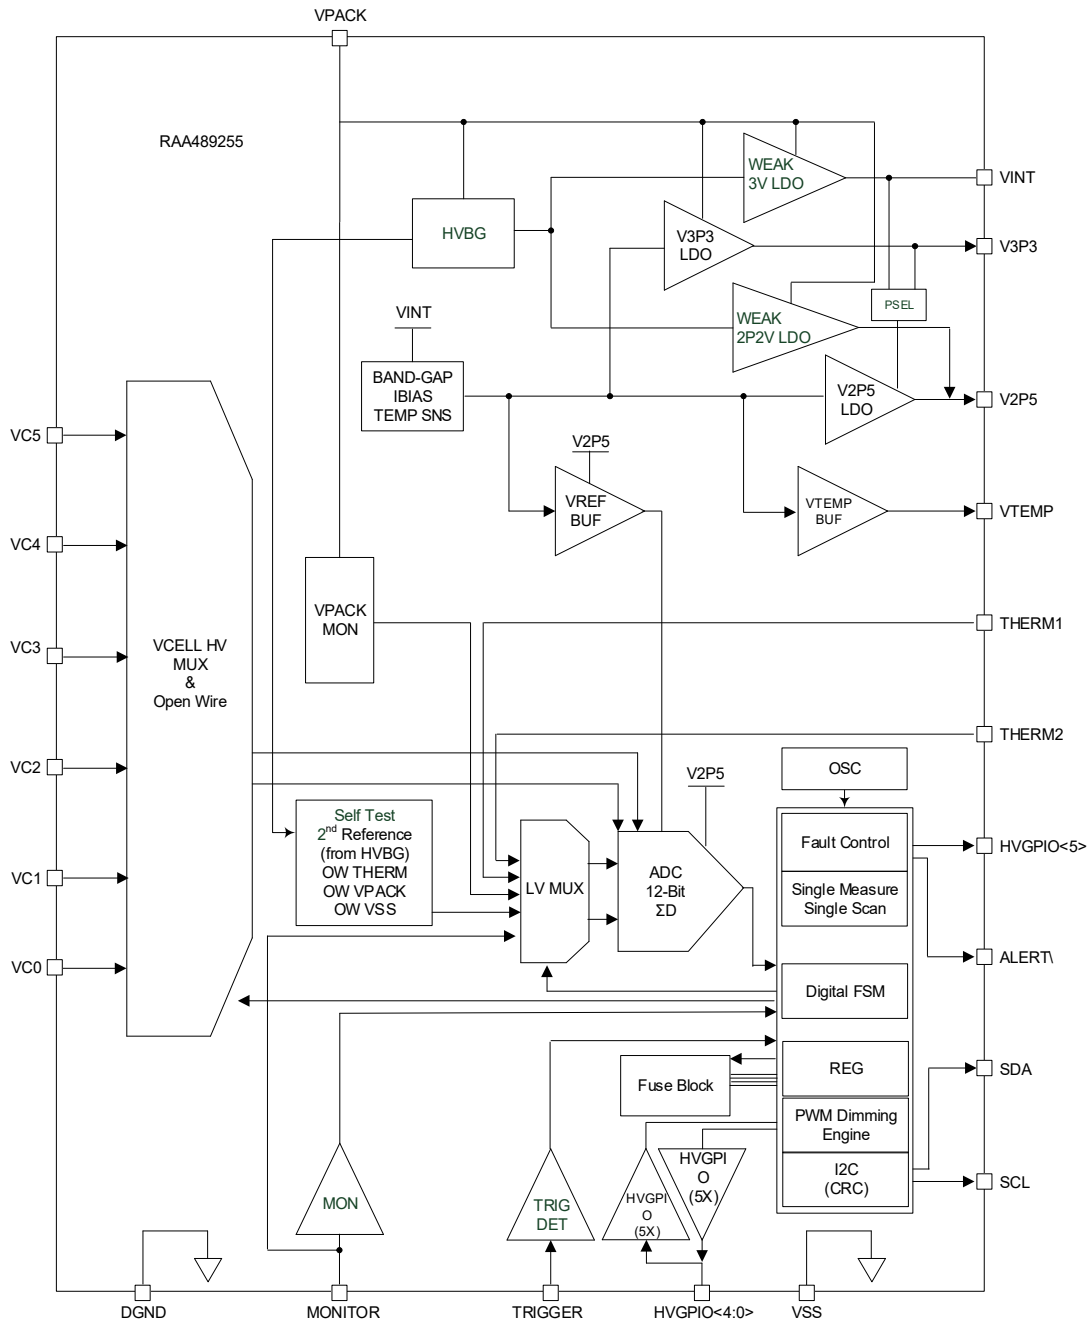 VPACK
RAA489255
WEAK
3V LDO
VINT
HVBG
V3P3
LDO
V3P3
PSEL
VINT
WEAK
2P2V LDO
BAND-GAP
IBIAS
TEMP SNS
V2P5
LDO
V2P5
VC5
V2P5
VREF
BUF
VTEMP
BUF
VTEMP
VC4
VPACK
MON
THERM1
VC3
VCELL HV
MUX
&
Open Wire
THERM2
VC2
V2P5
OSC
Self Test
2nd Reference
(from HVBG)
OW THERM
OW VPACK
OW VSS
LV MUX
ADC
12-Bit
ΣD
Fault Control
HVGPIO<5>
Single Measure
Single Scan
VC1
ALERT\
VC0
Digital FSM
Fuse Block
REG
SDA
PWM Dimming
Engine
I2C
(CRC)
SCL
MON
TRIG
DET
HVGPI
O
(5X)
HVGPI
O
(5X)
DGND
MONITOR
TRIGGER
HVGPIO<4:0>
VSS